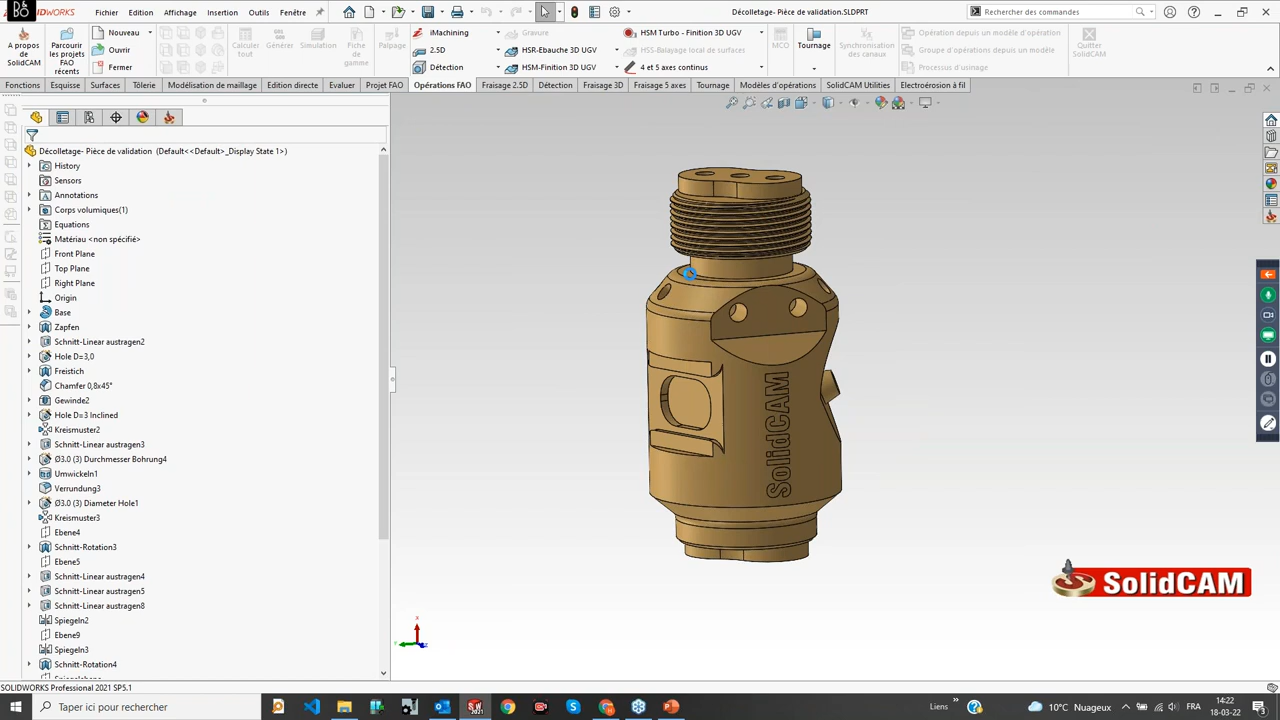 SOLIDWORKS
Fichier
Edition
Affichage
Insertion
Outils
Fenêtre
Décolletage- Pièce de validation.SLDPRT
Rechercher des commandes
A propos de SolidCAM
Parcourir les projets FAO récents
Nouveau
Ouvrir
Fermer
Calculer tout
Générer
Simulation
Fiche de gamme
Palpage
iMachining
2.5D
Détection
Gravure
HSR-Ebauche 3D UGV
HSM-Finition 3D UGV
HSM Turbo - Finition 3D UGV
HSS-Balayage total de surfaces
4 et 5 axes continus
MCO
Tournage
Synchronisation des canaux
Opération définie depuis un modèle d'opération
Groupe d'opérations depuis un modèle
Processus d'usinage
Quitter SolidCAM
Fonctions
Esquisse
Surfaces
Tôlerie
Modélisation de maillage
Edition directe
Evaluer
Projet FAO
Opérations FAO
Fraisage 2.5D
Détection
Fraisage 3D
Fraisage 5 axes
Tournage
Modèles d'opérations
SolidCAM Utilities
Electroérosion à fil
Décolletage- Pièce de validation (Default<<Default>_Display State 1>)
History
Sensors
Annotations
Corps volumiques(1)
Equations
Matériau <non spécifié>
Front Plane
Top Plane
Right Plane
Origin
Base
Zapfen
Schnitt-Linear austragen2
Hole D=3,0
Freistich
Chamfer 0,8x45°
Gewinde2
Hole D=3 Inclined
Kreismuster2
Schnitt-Linear austragen3
Ø3.0 (3) Durchmesser Bohrung4
Umwickeln1
Verrundung3
Ø3.0 (3) Diameter Hole1
Kreismuster3
Ebene4
Schnitt-Rotation3
Ebene5
Schnitt-Linear austragen4
Schnitt-Linear austragen5
Schnitt-Linear austragen8
Spiegeln2
Ebene9
Spiegeln3
Schnitt-Rotation4
SolidCAM
SolidCAM
SOLIDWORKS Professional 2021 SP5.1
Taper ici pour rechercher
Liens
10°C Nuageux
FRA
14:22
18-03-22